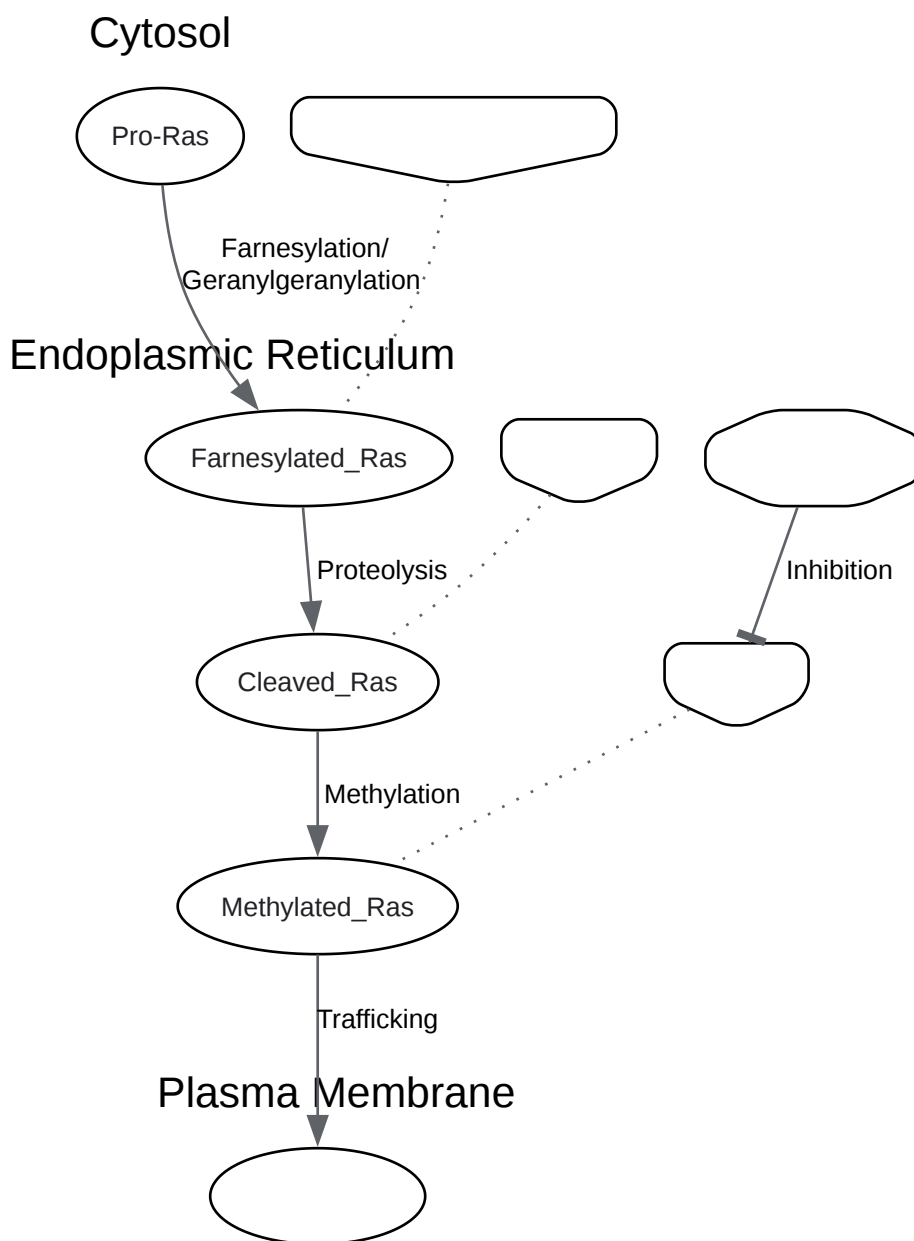 Cytosol
Pro-Ras
Farnesylation/
Geranylgeranylation
Endoplasmic Reticulum
Farnesylated_Ras
Proteolysis
Inhibition
Cleaved_Ras
Methylation
Methylated_Ras
Trafficking
Plasma Membrane